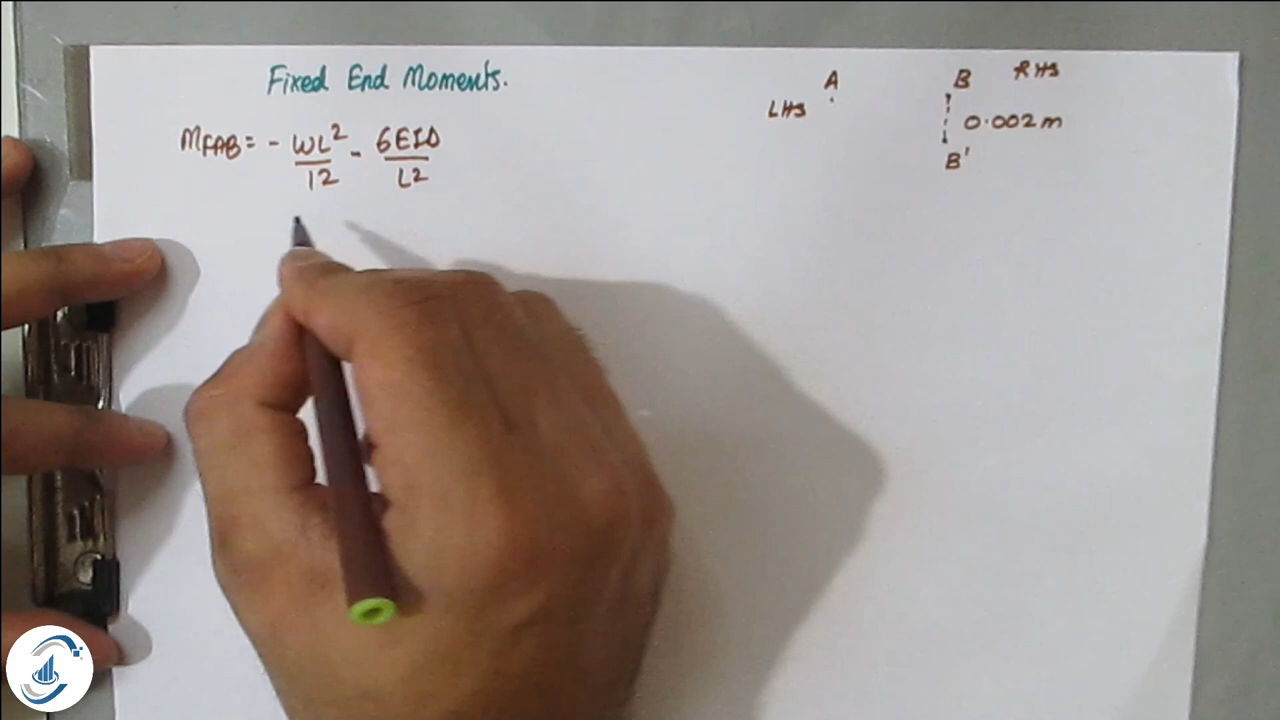 Fixed End Moments.
MFAB = - WL² / 12 - 6EIΔ / L²
A B RHS
LHS
0.002m
B'